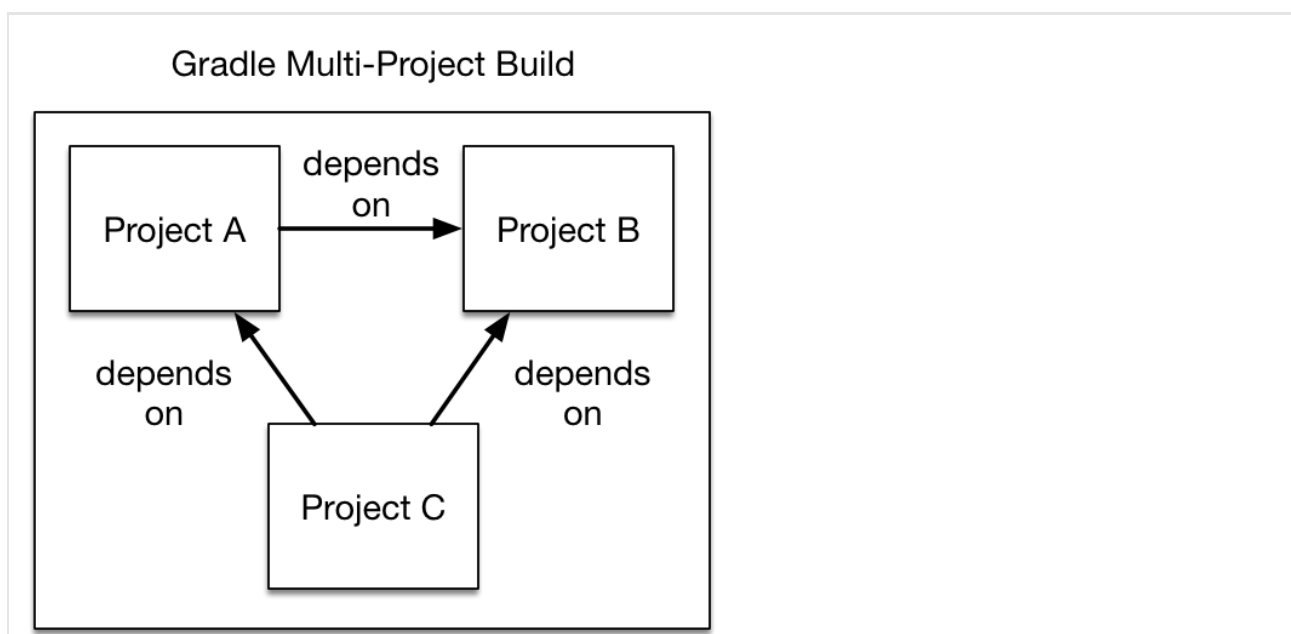 Gradle Multi-Project Build
depends
on
Project A
Project B
depends
on
depends
on
Project C